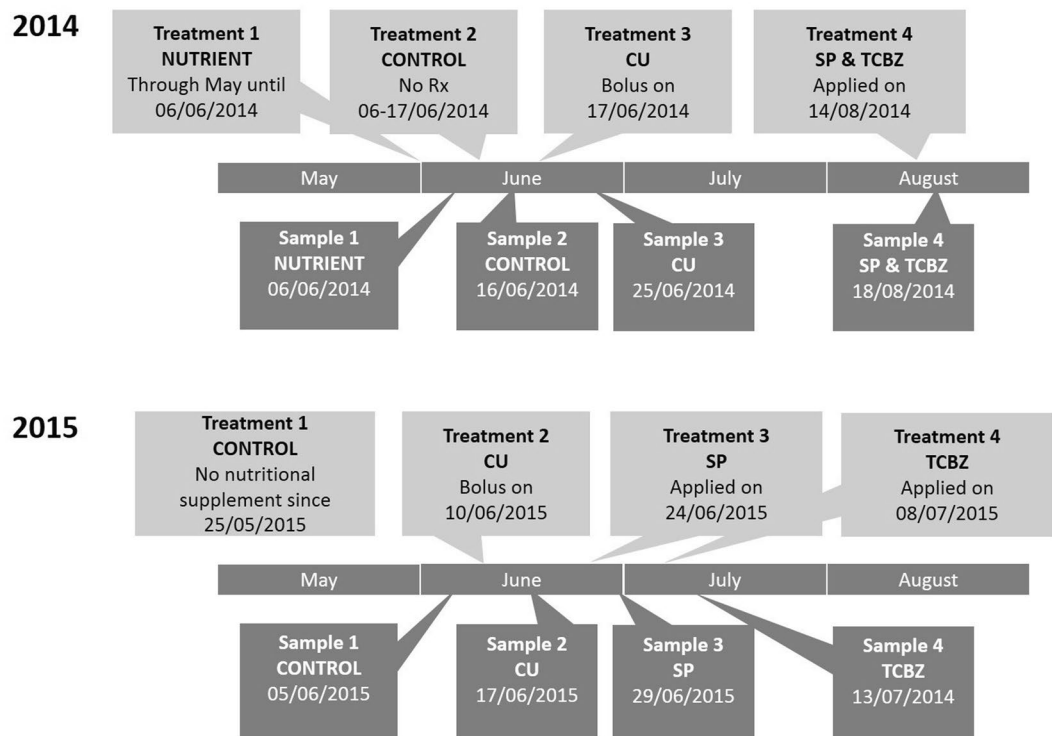 2014
Treatment 1
NUTRIENT
Through May until
06/06/2014
Treatment 2
CONTROL
No Rx
06-17/06/2014
Treatment 3
CU
Bolus on
17/06/2014
Treatment 4
SP & TCBZ
Applied on
14/08/2014
May
June
July
August
Sample 1
NUTRIENT
06/06/2014
Sample 2
CONTROL
16/06/2014
Sample 3
CU
25/06/2014
Sample 4
SP & TCBZ
18/08/2014
2015
Treatment 1
CONTROL
No nutritional
supplement since
25/05/2015
Treatment 2
CU
Bolus on
10/06/2015
Treatment 3
SP
Applied on
24/06/2015
Treatment 4
TCBZ
Applied on
08/07/2015
May
June
July
August
Sample 1
CONTROL
05/06/2015
Sample 2
CU
17/06/2015
Sample 3
SP
29/06/2015
Sample 4
TCBZ
13/07/2014